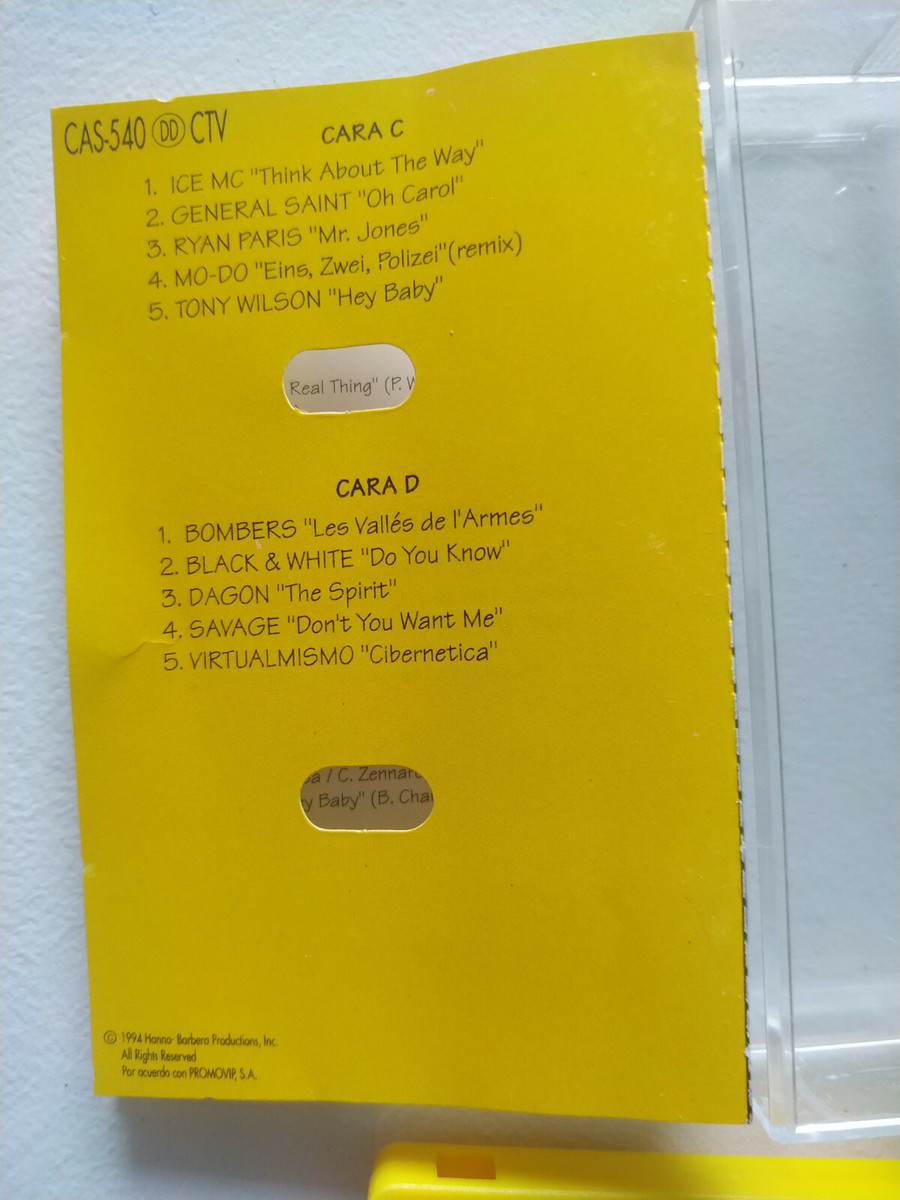 CAS-540 DD CTV
CARA C
1. ICE MC "Think About The Way"
2. GENERAL SAINT "Oh Carol"
3. RYAN PARIS "Mr. Jones"
4. MO-DO "Eins, Zwei, Polizei"(remix)
5. TONY WILSON "Hey Baby"
Real Thing" (P. W
CARA D
1. BOMBERS "Les Vallés de l'Armes"
2. BLACK & WHITE "Do You Know"
3. DAGON "The Spirit"
4. SAVAGE "Don't You Want Me"
5. VIRTUALMISMO "Cibernetica"
a / C. Zennaro
y Baby" (B. Cha
© 1994 Hanna- Barbera Productions, Inc.
All Rights Reserved
Por acuerdo con PROMOVIP, S.A.